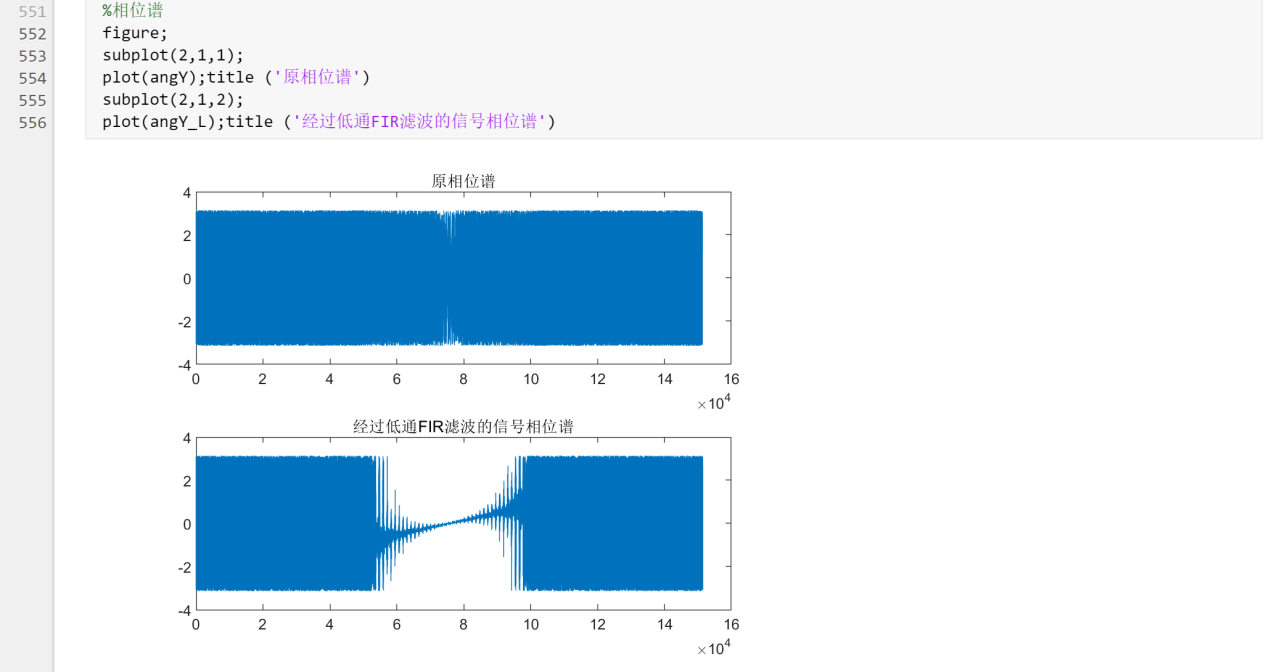 551 %相位谱
552 figure;
553 subplot(2,1,1);
554 plot(angY);title ('原相位谱')
555 subplot(2,1,2);
556 plot(angY_L);title ('经过低通FIR滤波的信号相位谱')
原相位谱
4
2
0
-2
-4
0 2 4 6 8 10 12 14 16
×10⁴
经过低通FIR滤波的信号相位谱
4
2
0
-2
-4
0 2 4 6 8 10 12 14 16
×10⁴